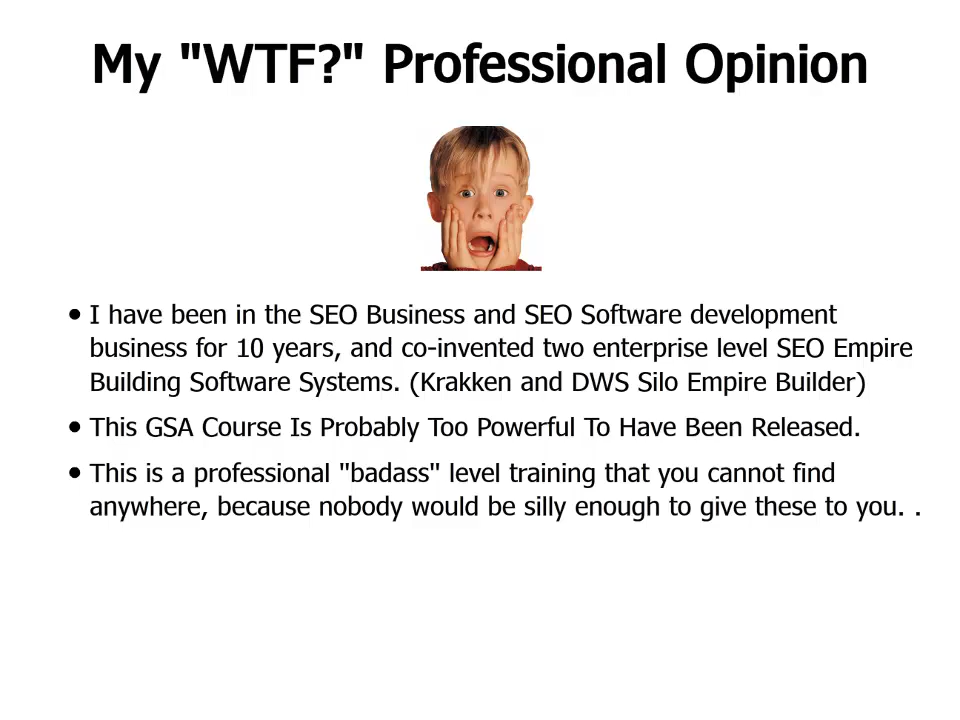 My "WTF?" Professional Opinion
• I have been in the SEO Business and SEO Software development
business for 10 years, and co-invented two enterprise level SEO Empire
Building Software Systems. (Krakken and DWS Silo Empire Builder)
• This GSA Course Is Probably Too Powerful To Have Been Released.
• This is a professional "badass" level training that you cannot find
anywhere, because nobody would be silly enough to give these to you. .